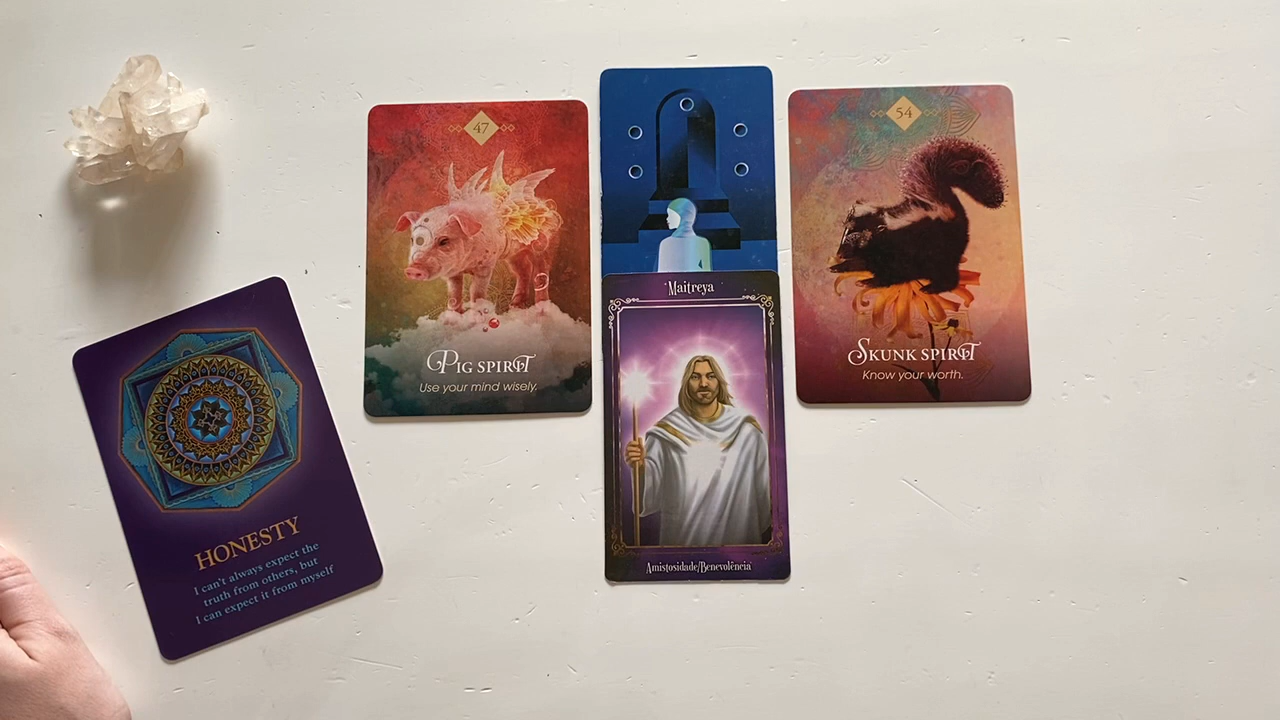 47
PIG SPIRIT
Use your mind wisely.
Maitreya
Amistosidade/Benevolência
54
SKUNK SPIRIT
Know your worth.
HONESTY
I can't always expect the
truth from others, but
I can expect it from myself